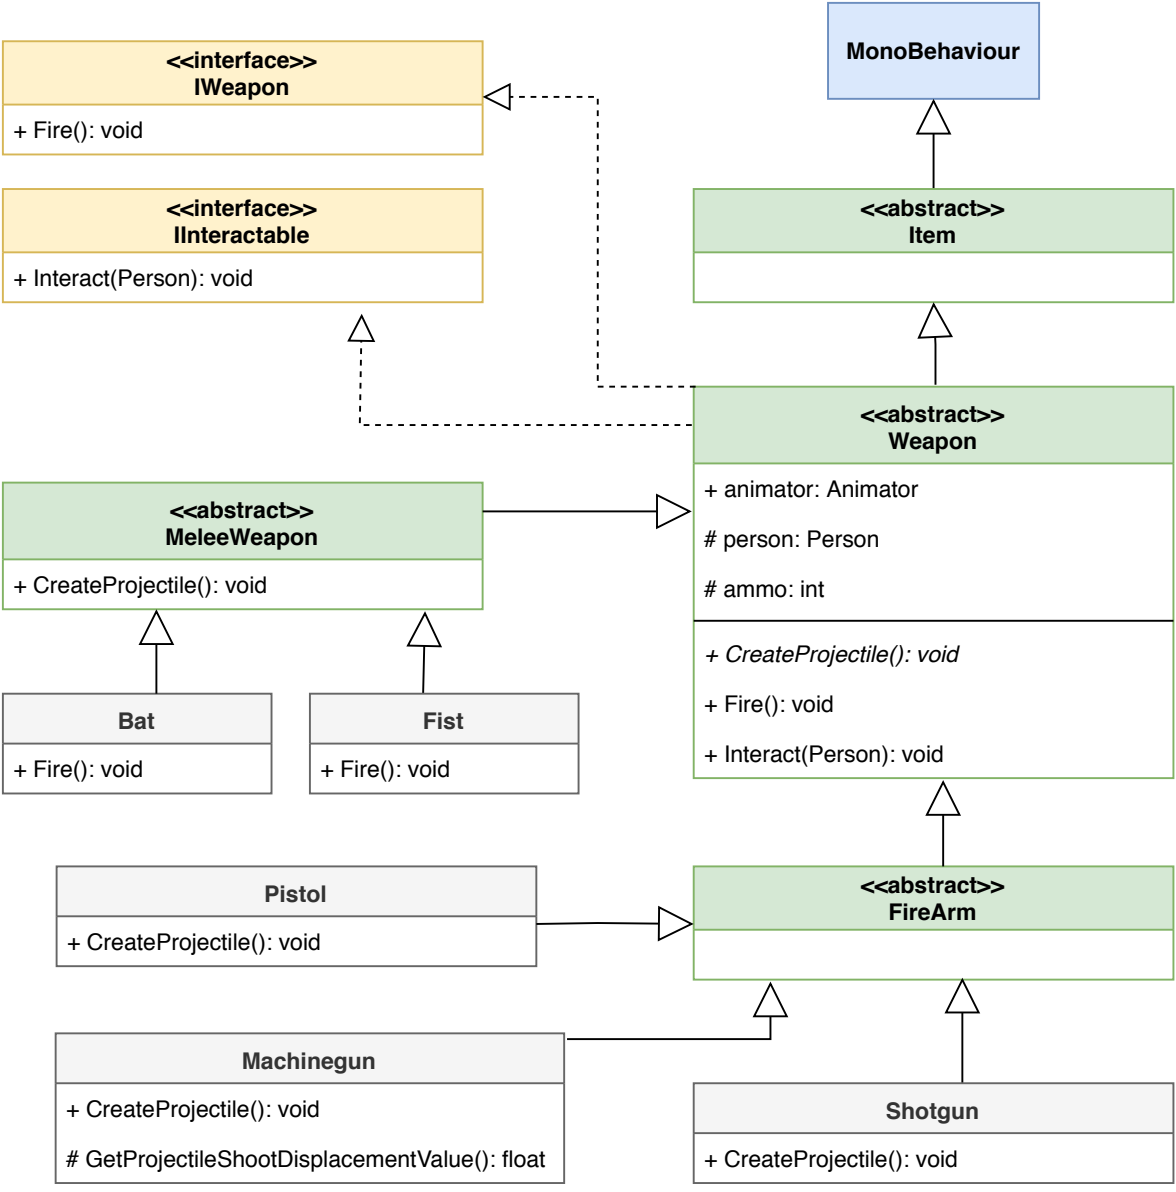 MonoBehaviour
<<interface>>
IWeapon
+ Fire(): void
<<interface>>
IInteractable
+ Interact(Person): void
<<abstract>>
Item
<<abstract>>
Weapon
+ animator: Animator
# person: Person
# ammo: int
+ CreateProjectile(): void
+ Fire(): void
+ Interact(Person): void
<<abstract>>
MeleeWeapon
+ CreateProjectile(): void
Bat
+ Fire(): void
Fist
+ Fire(): void
Pistol
+ CreateProjectile(): void
<<abstract>>
FireArm
Machinegun
+ CreateProjectile(): void
# GetProjectileShootDisplacementValue(): float
Shotgun
+ CreateProjectile(): void